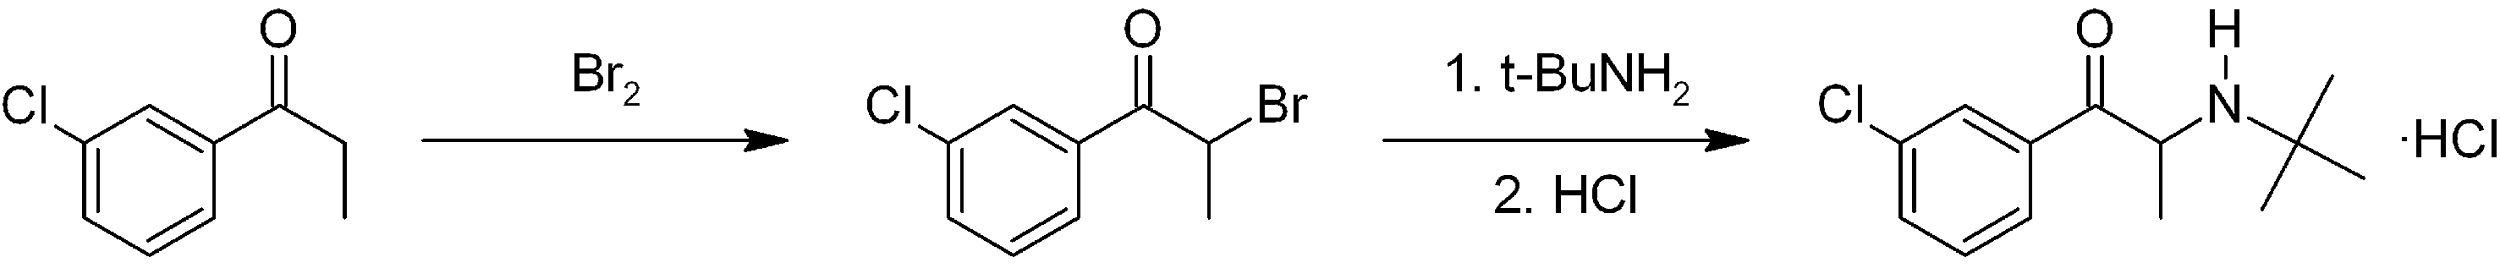 O
Cl
Br2
O
Cl
Br
1. t-BuNH2
2. HCl
O
H
N
Cl
·HCl